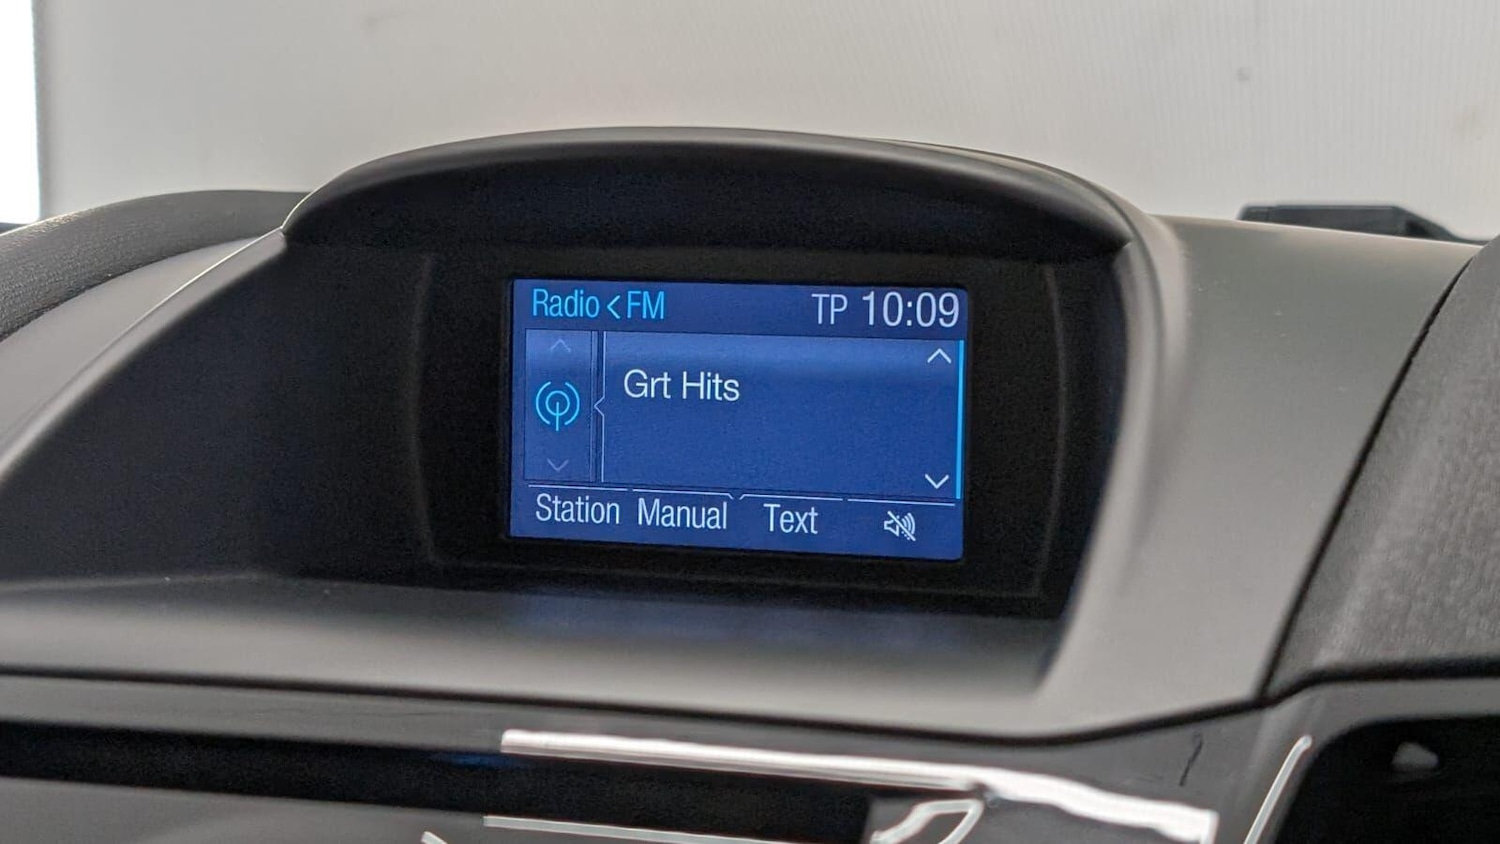 Radio < FM TP 10:09
Grt Hits
Station Manual Text